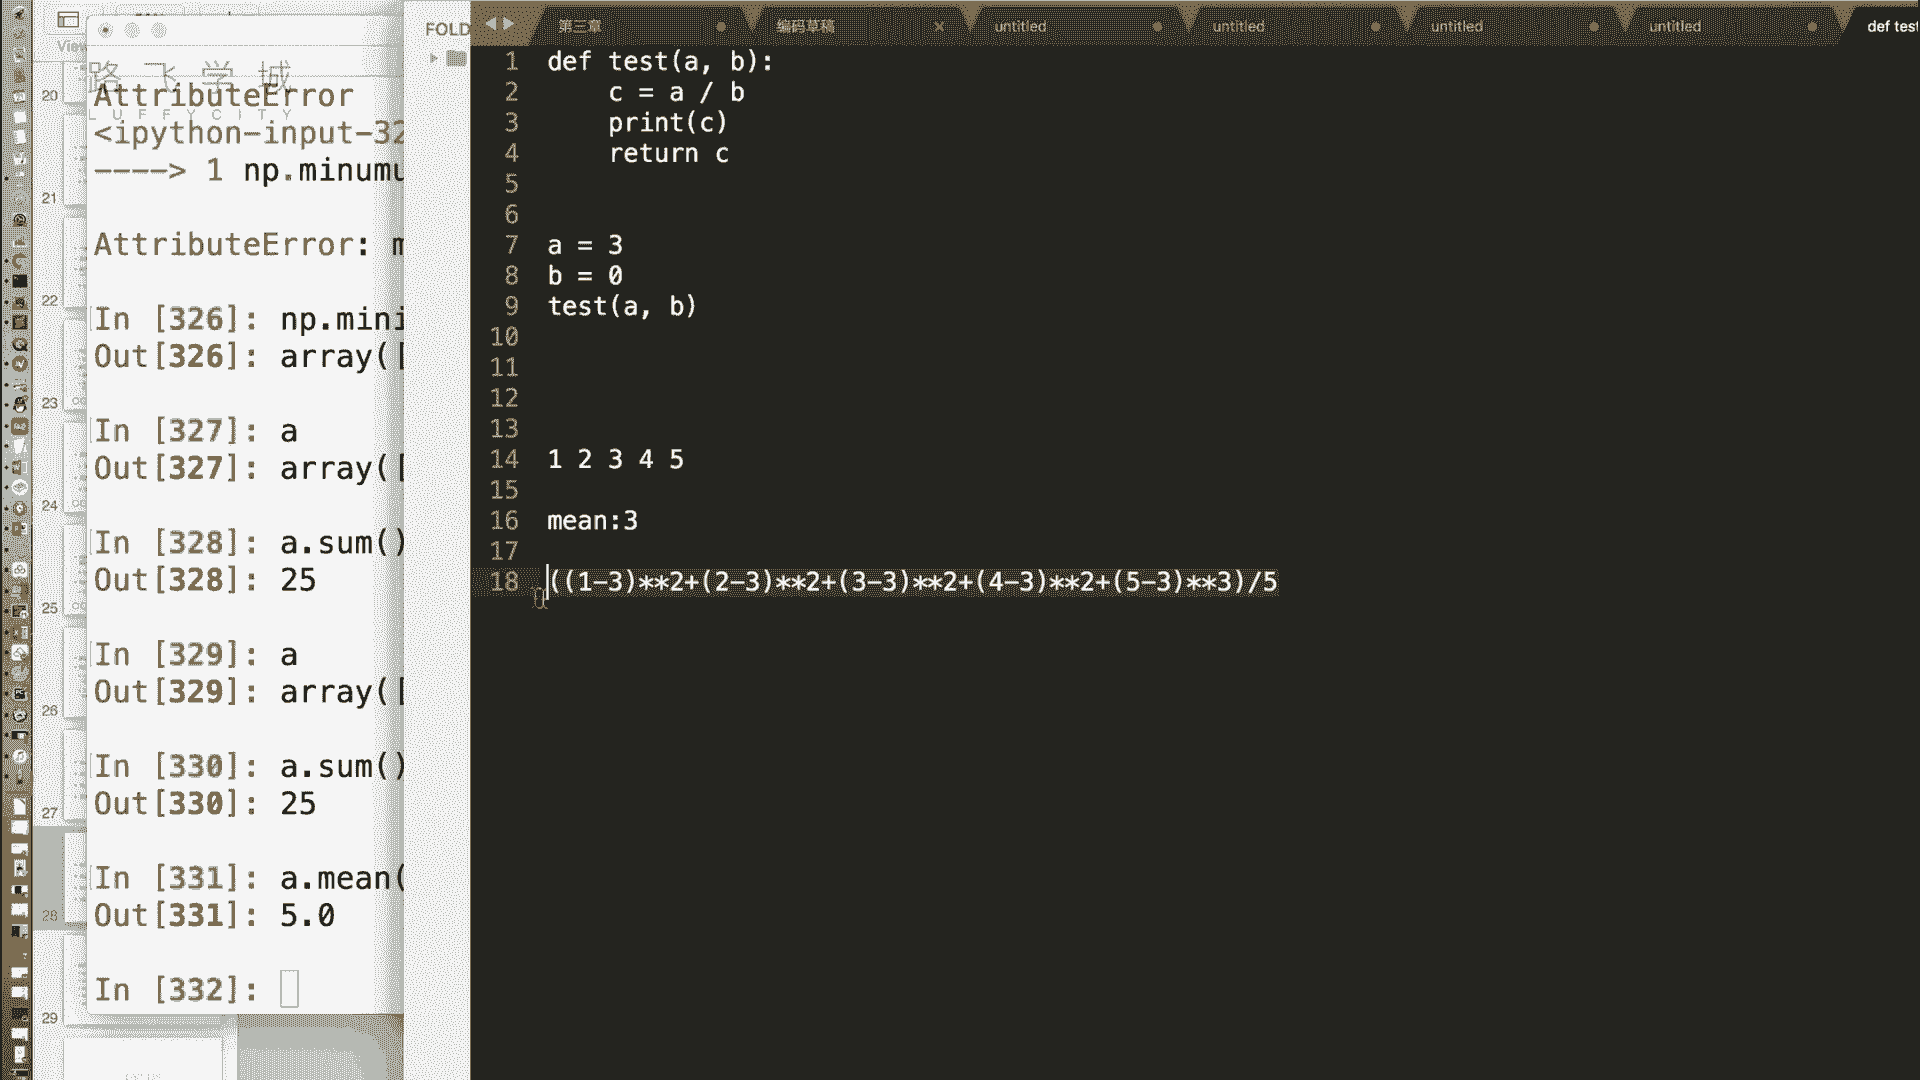 View
20
21
22
23
24
25
26
27
28
29
路飞学城
LUFFYCITY
AttributeError
<ipython-input-32
----> 1 np.minumu
AttributeError: m
In [326]: np.mini
Out[326]: array([
In [327]: a
Out[327]: array([
In [328]: a.sum()
Out[328]: 25
In [329]: a
Out[329]: array([
In [330]: a.sum()
Out[330]: 25
In [331]: a.mean(
Out[331]: 5.0
In [332]:
FOLD
第三章
编码草稿
untitled
untitled
untitled
untitled
def test
1 def test(a, b):
2 c = a / b
3 print(c)
4 return c
5
6
7 a = 3
8 b = 0
9 test(a, b)
10
11
12
13
14 1 2 3 4 5
15
16 mean:3
17
18 ((1-3)**2+(2-3)**2+(3-3)**2+(4-3)**2+(5-3)**3)/5